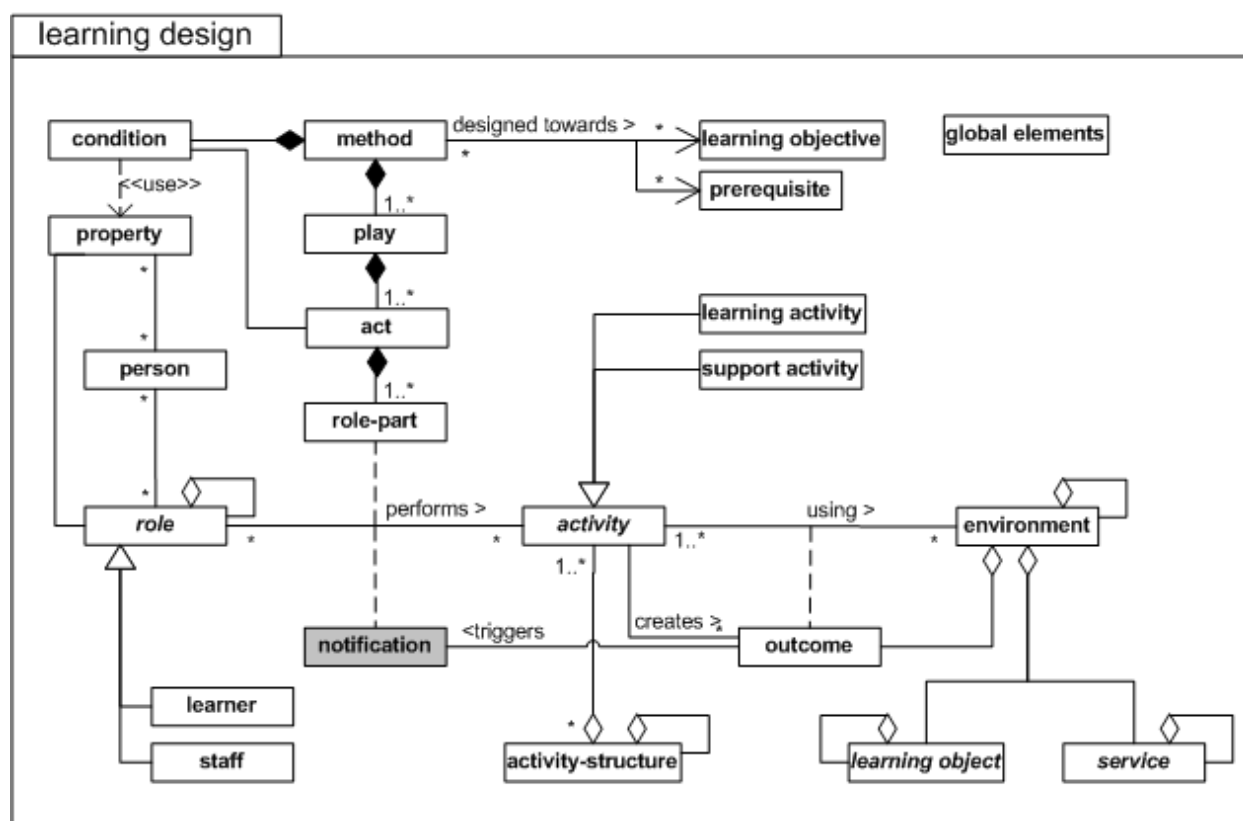 learning design
condition
method
designed towards >
*
*
learning objective
global elements
<<use>>
*
prerequisite
1..*
property
play
*
1..*
learning activity
act
*
person
support activity
*
1..*
role-part
*
role
performs >
activity
using >
environment
*
*
1..*
*
1..*
notification
<triggers
creates >
*
outcome
learner
*
staff
activity-structure
learning object
service